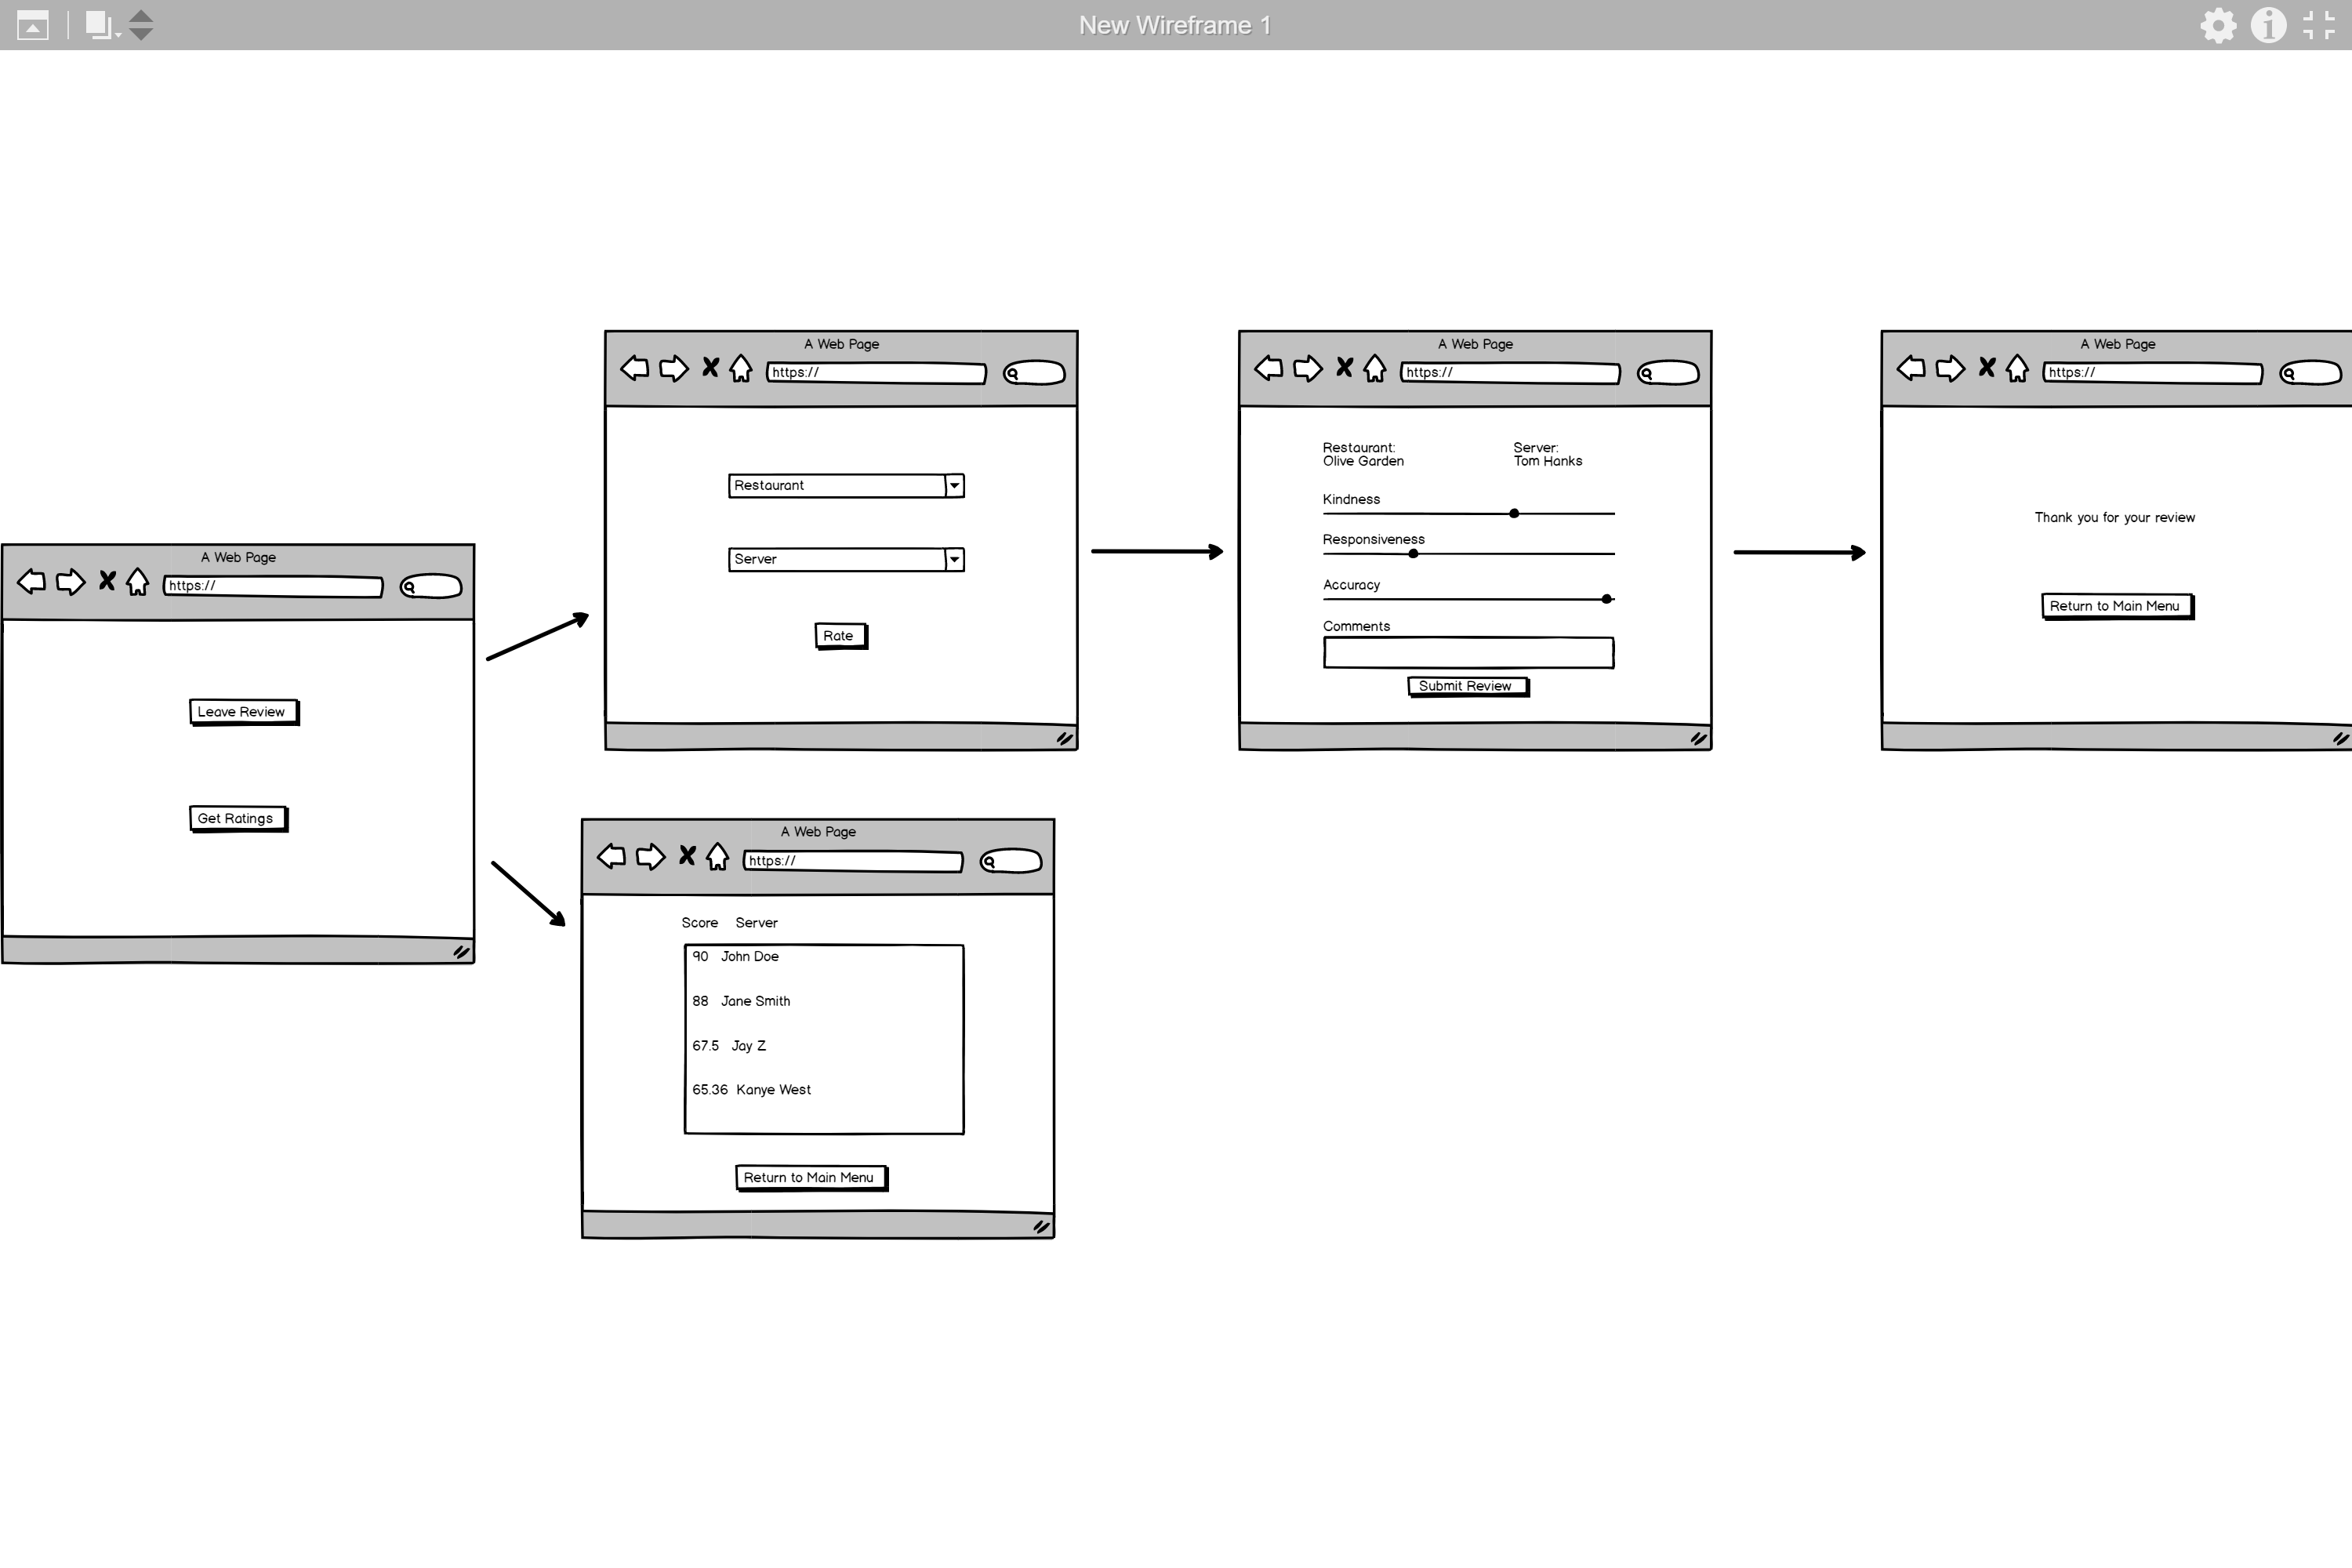 New Wireframe 1
A Web Page
https://
Leave Review
Get Ratings
A Web Page
https://
Restaurant
Server
Rate
A Web Page
https://
Restaurant:
Olive Garden
Server:
Tom Hanks
Kindness
Responsiveness
Accuracy
Comments
Submit Review
A Web Page
https://
Thank you for your review
Return to Main Menu
A Web Page
https://
Score Server
90 John Doe
88 Jane Smith
67.5 Jay Z
65.36 Kanye West
Return to Main Menu